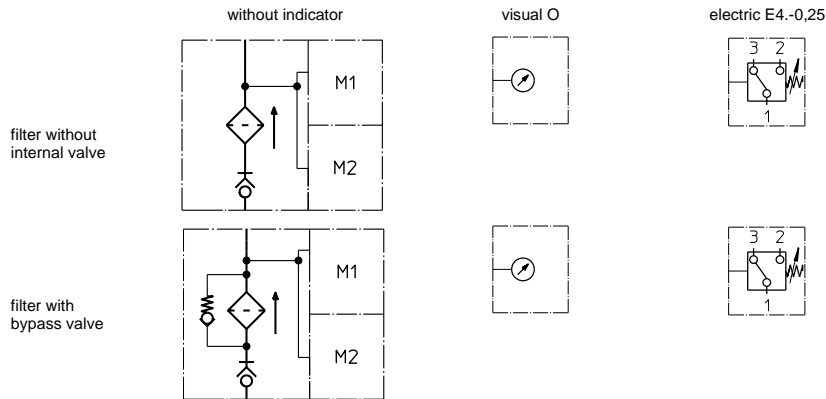 without indicator
visual O
electric E4.-0,25
filter without
internal valve
M1
M2
3 2
1
filter with
bypass valve
M1
M2
3 2
1